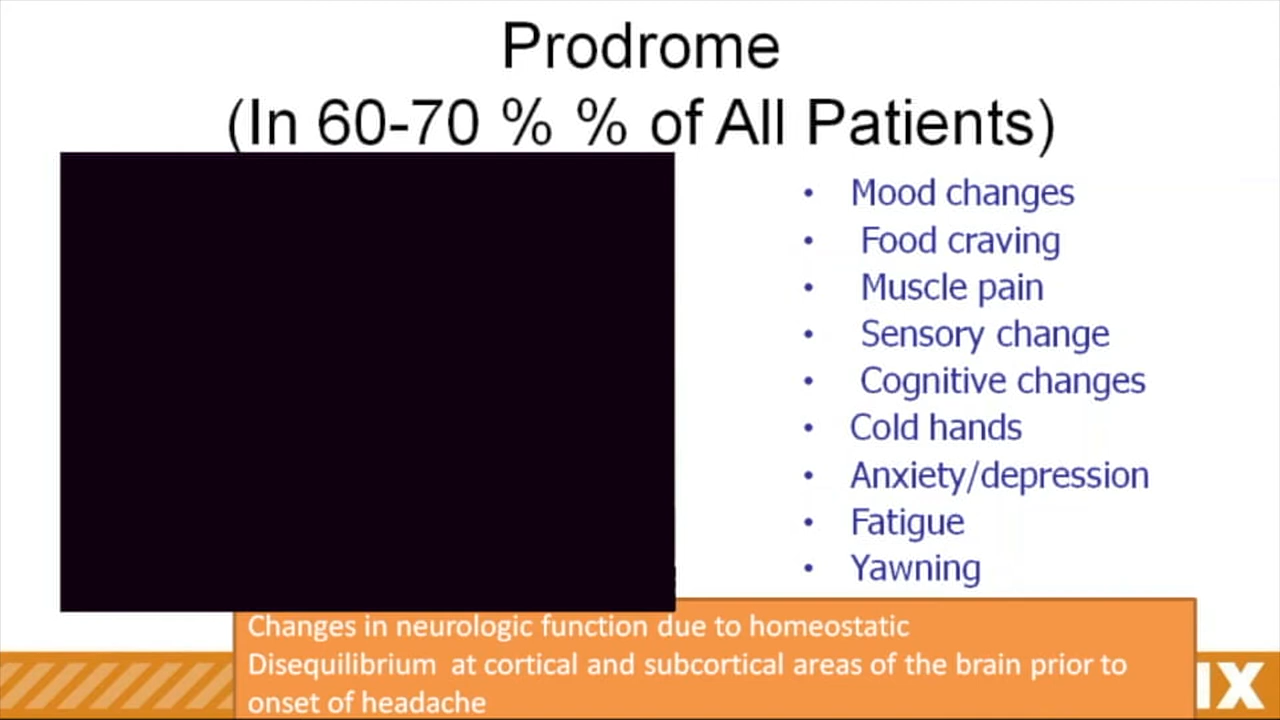 Prodrome
(In 60-70 % % of All Patients)
• Mood changes
• Food craving
• Muscle pain
• Sensory change
• Cognitive changes
• Cold hands
• Anxiety/depression
• Fatigue
• Yawning
Changes in neurologic function due to homeostatic
Disequilibrium at cortical and subcortical areas of the brain prior to
onset of headache
IX